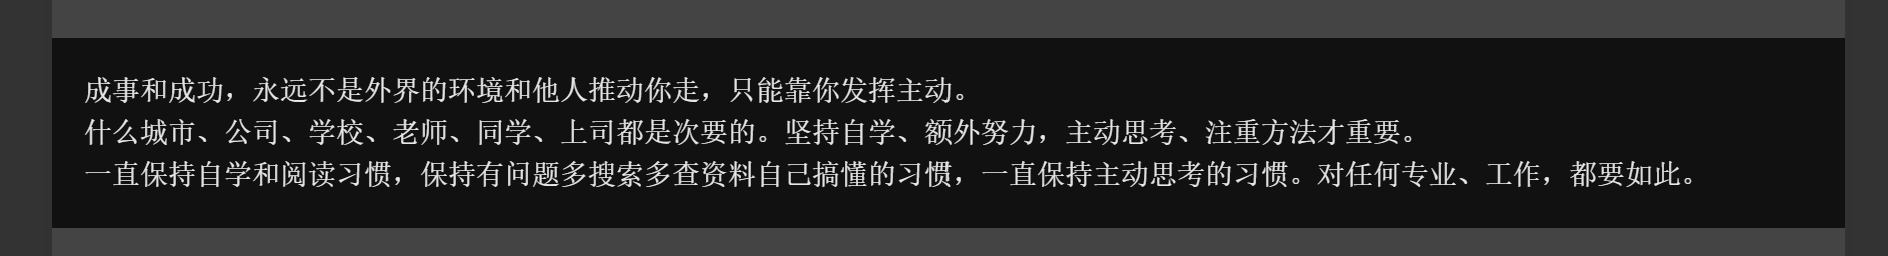 成事和成功，永远不是外界的环境和他人推动你走，只能靠你发挥主动。
什么城市、公司、学校、老师、同学、上司都是次要的。坚持自学、额外努力，主动思考、注重方法才重要。
一直保持自学和阅读习惯，保持有问题多搜索多查资料自己搞懂的习惯，一直保持主动思考的习惯。对任何专业、工作，都要如此。